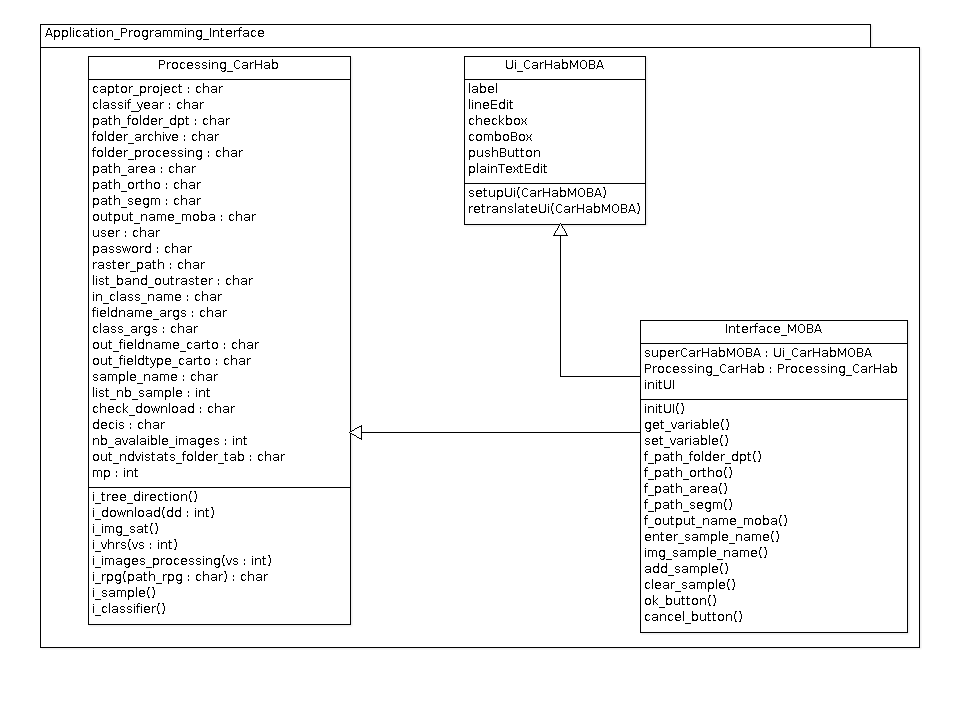 Application_Programming_Interface
Processing_CarHab
captor_project : char
classif_year : char
path_folder_dpt : char
folder_archive : char
folder_processing : char
path_area : char
path_ortho : char
path_segm : char
output_name_moba : char
user : char
password : char
raster_path : char
list_band_outraster : char
in_class_name : char
fieldname_args : char
class_args : char
out_fieldname_carto : char
out_fieldtype_carto : char
sample_name : char
list_nb_sample : int
check_download : char
decis : char
nb_avalaible_images : int
out_ndvistats_folder_tab : char
mp : int
i_tree_direction()
i_download(dd : int)
i_img_sat()
i_vhrs(vs : int)
i_images_processing(vs : int)
i_rpg(path_rpg : char) : char
i_sample()
i_classifier()
Ui_CarHabMOBA
label
lineEdit
checkbox
comboBox
pushButton
plainTextEdit
setupUi(CarHabMOBA)
retranslateUi(CarHabMOBA)
Interface_MOBA
superCarHabMOBA : Ui_CarHabMOBA
Processing_CarHab : Processing_CarHab
initUI
initUI()
get_variable()
set_variable()
f_path_folder_dpt()
f_path_ortho()
f_path_area()
f_path_segm()
f_output_name_moba()
enter_sample_name()
img_sample_name()
add_sample()
clear_sample()
ok_button()
cancel_button()